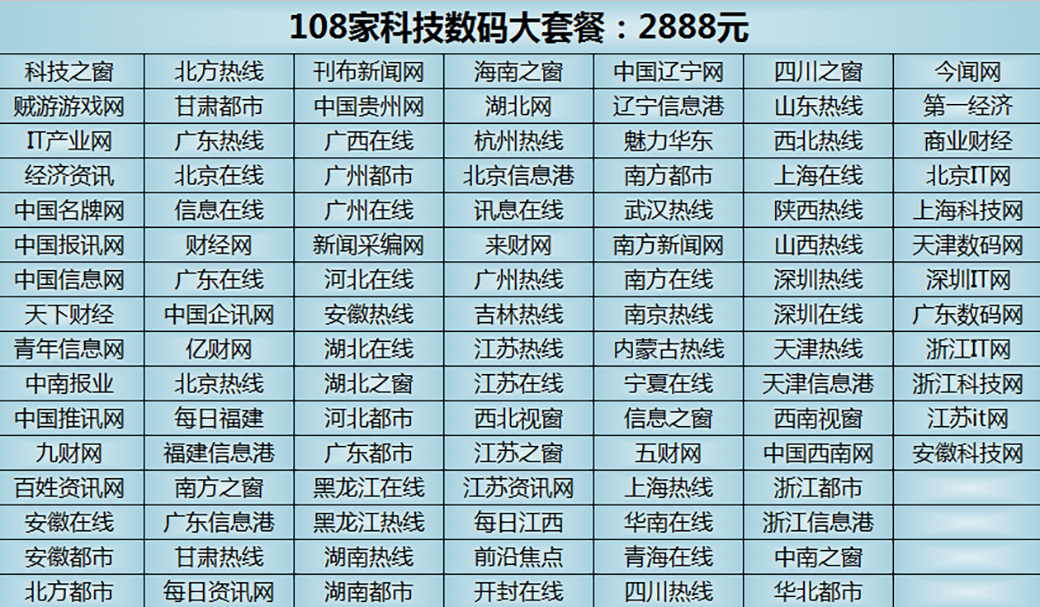 108家科技数码大套餐：2888元
科技之窗 北方热线 刊布新闻网 海南之窗 中国辽宁网 四川之窗 今闻网
贼游游戏网 甘肃都市 中国贵州网 湖北网 辽宁信息港 山东热线 第一经济
IT产业网 广东热线 广西在线 杭州热线 魅力华东 西北热线 商业财经
经济资讯 北京在线 广州都市 北京信息港 南方都市 上海在线 北京IT网
中国名牌网 信息在线 广州在线 讯息在线 武汉热线 陕西热线 上海科技网
中国报讯网 财经网 新闻采编网 来财网 南方新闻网 山西热线 天津数码网
中国信息网 广东在线 河北在线 广州热线 南方在线 深圳热线 深圳IT网
天下财经 中国企讯网 安徽热线 吉林热线 南京热线 深圳在线 广东数码网
青年信息网 亿财网 湖北在线 江苏热线 内蒙古热线 天津热线 浙江IT网
中南报业 北京热线 湖北之窗 江苏在线 宁夏在线 天津信息港 浙江科技网
中国推讯网 每日福建 河北都市 西北视窗 信息之窗 西南视窗 江苏it网
九财网 福建信息港 广东都市 江苏之窗 五财网 中国西南网 安徽科技网
百姓资讯网 南方之窗 黑龙江在线 江苏资讯网 上海热线 浙江都市
安徽在线 广东信息港 黑龙江热线 每日江西 华南在线 浙江信息港
安徽都市 甘肃热线 湖南热线 前沿焦点 青海在线 中南之窗
北方都市 每日资讯网 湖南都市 开封在线 四川热线 华北都市